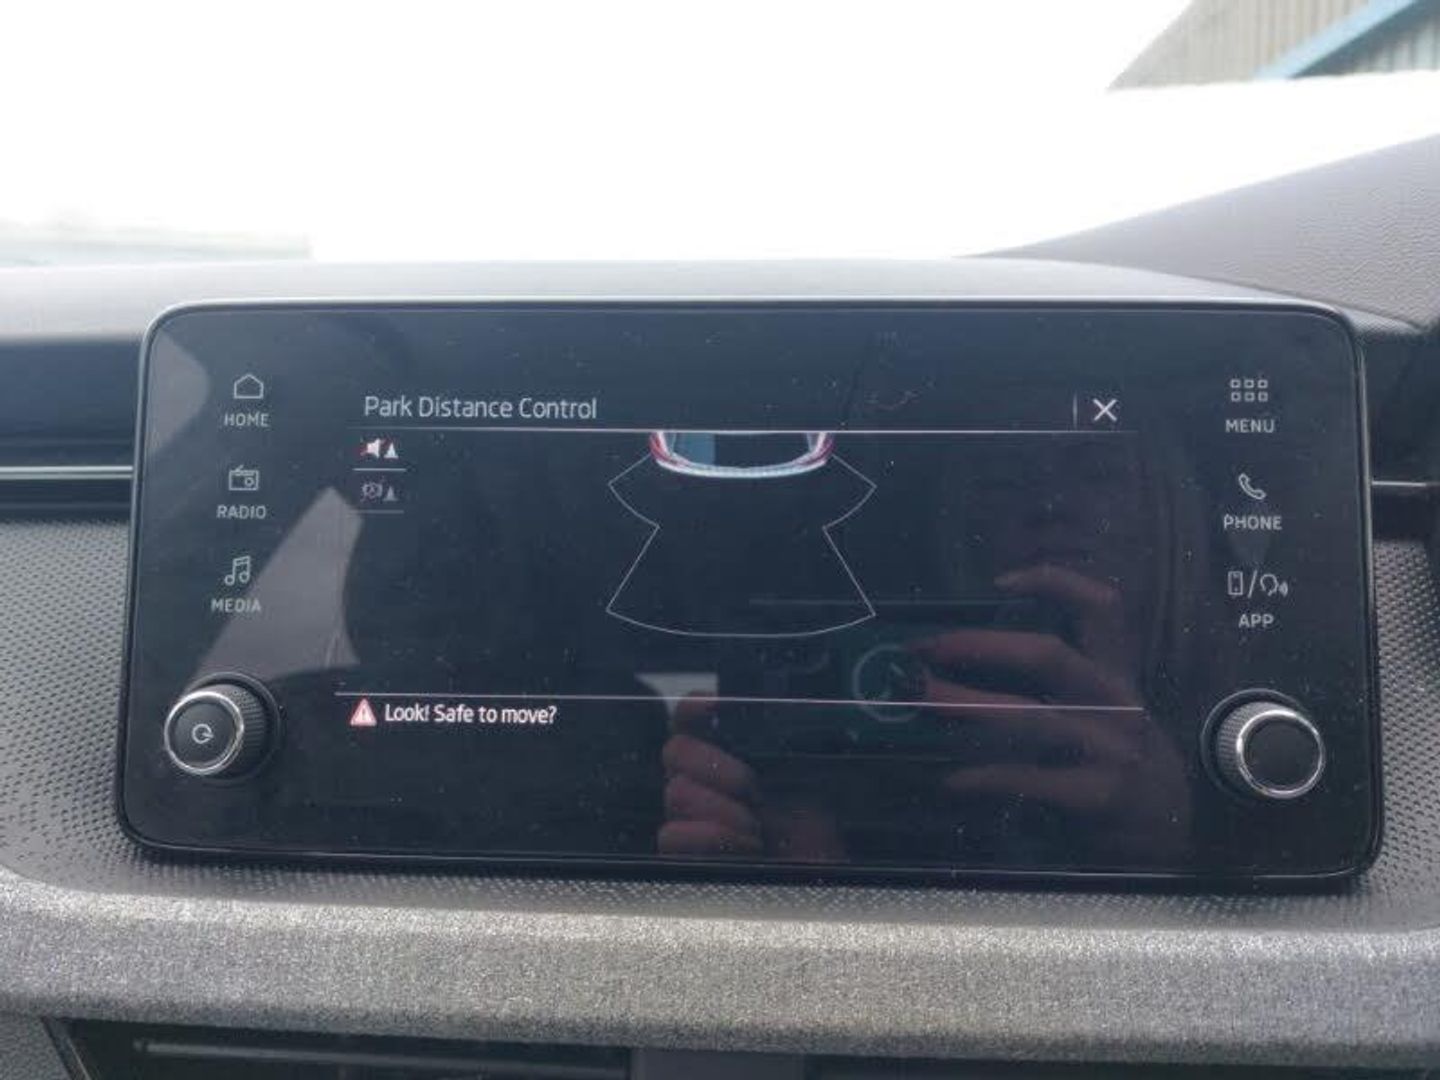 HOME
Park Distance Control
MENU
RADIO
PHONE
MEDIA
APP
Look! Safe to move?